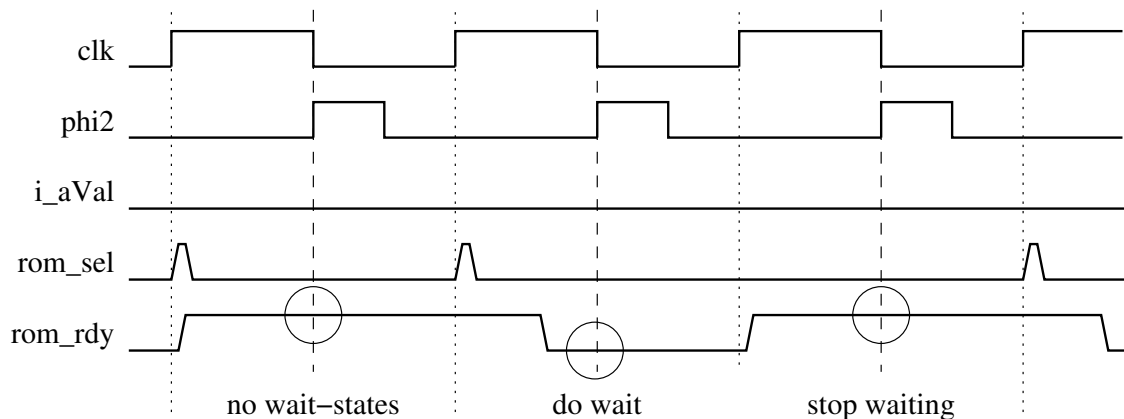 clk
phi2
i_aVal
rom_sel
rom_rdy
no wait−states do wait stop waiting